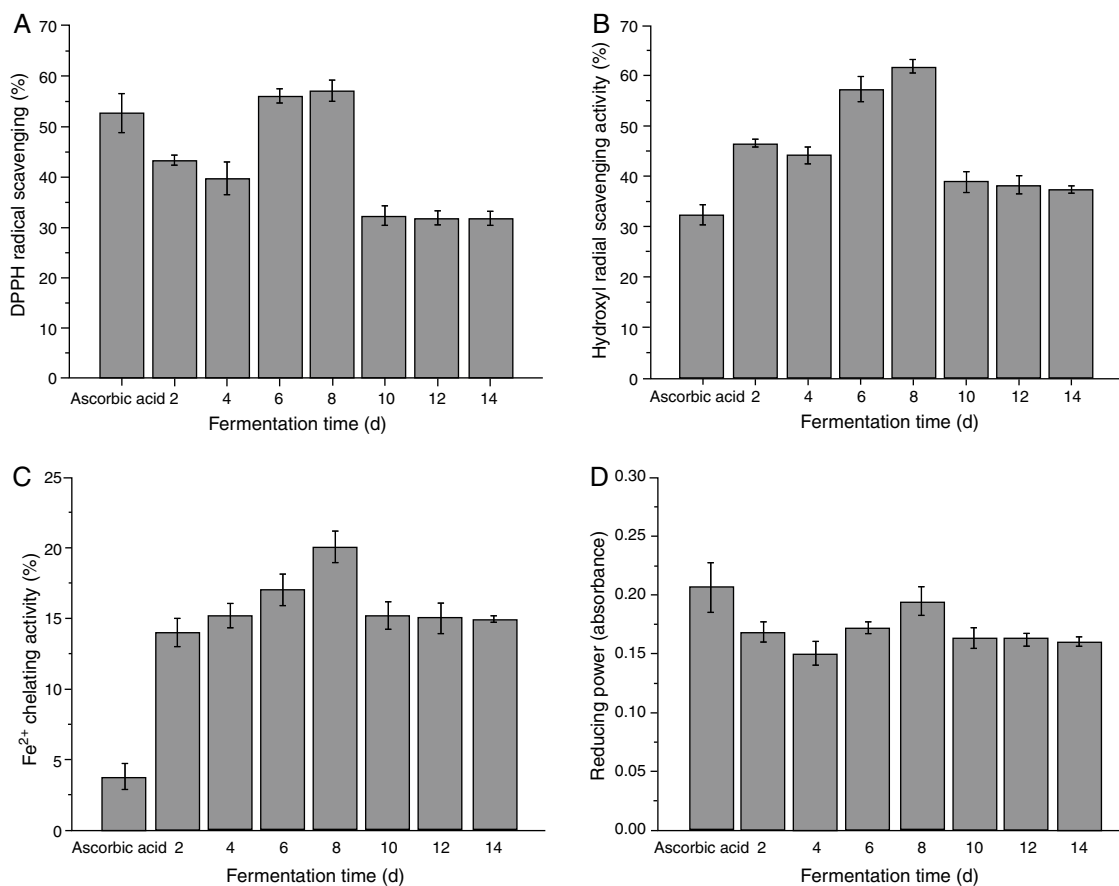 A
DPPH radical scavenging (%)
70
60
50
40
30
20
10
0
Ascorbic acid 2 4 6 8 10 12 14
Fermentation time (d)
B
Hydroxyl radial scavenging activity (%)
70
60
50
40
30
20
10
0
Ascorbic acid 2 4 6 8 10 12 14
Fermentation time (d)
C
Fe²⁺ chelating activity (%)
25
20
15
10
5
0
Ascorbic acid 2 4 6 8 10 12 14
Fermentation time (d)
D
Reducing power (absorbance)
0.30
0.25
0.20
0.15
0.10
0.05
0.00
Ascorbic acid 2 4 6 8 10 12 14
Fermentation time (d)